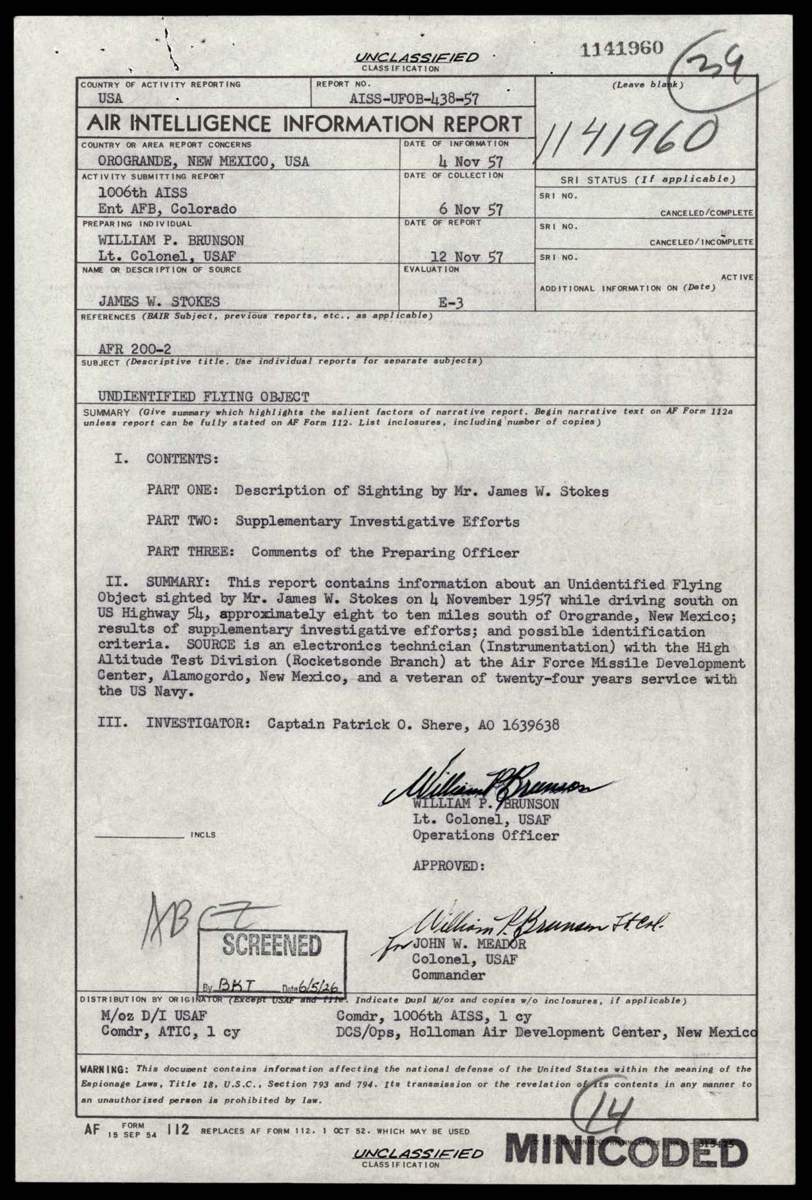 UNCLASSIFIED
CLASSIFICATION
1141960
39
COUNTRY OF ACTIVITY REPORTING
USA
REPORT NO.
AISS-UFOB-438-57
(Leave blank)
AIR INTELLIGENCE INFORMATION REPORT
1141960
COUNTRY OR AREA REPORT CONCERNS
OROGRANDE, NEW MEXICO, USA
DATE OF INFORMATION
4 Nov 57
ACTIVITY SUBMITTING REPORT
1006th AISS
Ent AFB, Colorado
DATE OF COLLECTION
6 Nov 57
SRI STATUS (If applicable)
SRI NO.
CANCELED/COMPLETE
PREPARING INDIVIDUAL
WILLIAM P. BRUNSON
Lt. Colonel, USAF
DATE OF REPORT
12 Nov 57
SRI NO.
CANCELED/INCOMPLETE
NAME OR DESCRIPTION OF SOURCE
JAMES W. STOKES
EVALUATION
E-3
SRI NO.
ACTIVE
ADDITIONAL INFORMATION ON (Date)
REFERENCES (BAIR Subject, previous reports, etc., as applicable)
AFR 200-2
SUBJECT (Descriptive title. Use individual reports for separate subjects)
UNDIENTIFIED FLYING OBJECT
SUMMARY (Give summary which highlights the salient factors of narrative report. Begin narrative text on AF Form 112a
unless report can be fully stated on AF Form 112. List inclosures, including number of copies)
I. CONTENTS:
PART ONE: Description of Sighting by Mr. James W. Stokes
PART TWO: Supplementary Investigative Efforts
PART THREE: Comments of the Preparing Officer
II. SUMMARY: This report contains information about an Unidentified Flying
Object sighted by Mr. James W. Stokes on 4 November 1957 while driving south on
US Highway 54, approximately eight to ten miles south of Orogrande, New Mexico;
results of supplementary investigative efforts; and possible identification
criteria. SOURCE is an electronics technician (Instrumentation) with the High
Altitude Test Division (Rocketsonde Branch) at the Air Force Missile Development
Center, Alamogordo, New Mexico, and a veteran of twenty-four years service with
the US Navy.
III. INVESTIGATOR: Captain Patrick O. Shere, AO 1639638
William P. Brunson
WILLIAM P. BRUNSON
Lt. Colonel, USAF
Operations Officer
INCLS
APPROVED:
William P. Brunson Lt Col.
for JOHN W. MEADOR
Colonel, USAF
Commander
SCREENED
By BKT Date 6/5/26
DISTRIBUTION BY ORIGINATOR (Except USAF and file. Indicate Dupl M/oz and copies w/o inclosures, if applicable)
M/oz D/I USAF
Comdr, ATIC, 1 cy
Comdr, 1006th AISS, 1 cy
DCS/Ops, Holloman Air Development Center, New Mexico
WARNING: This document contains information affecting the national defense of the United States within the meaning of the
Espionage Laws, Title 18, U.S.C., Section 793 and 794. Its transmission or the revelation of its contents in any manner to
an unauthorized person is prohibited by law.
14
AF FORM 15 SEP 54 112 REPLACES AF FORM 112. 1 OCT 52. WHICH MAY BE USED
UNCLASSIFIED
CLASSIFICATION
MINICODED